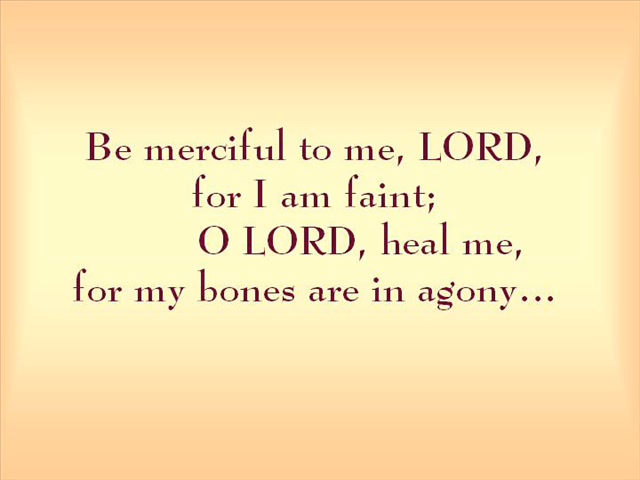 Be merciful to me, LORD,
for I am faint;
O LORD, heal me,
for my bones are in agony...